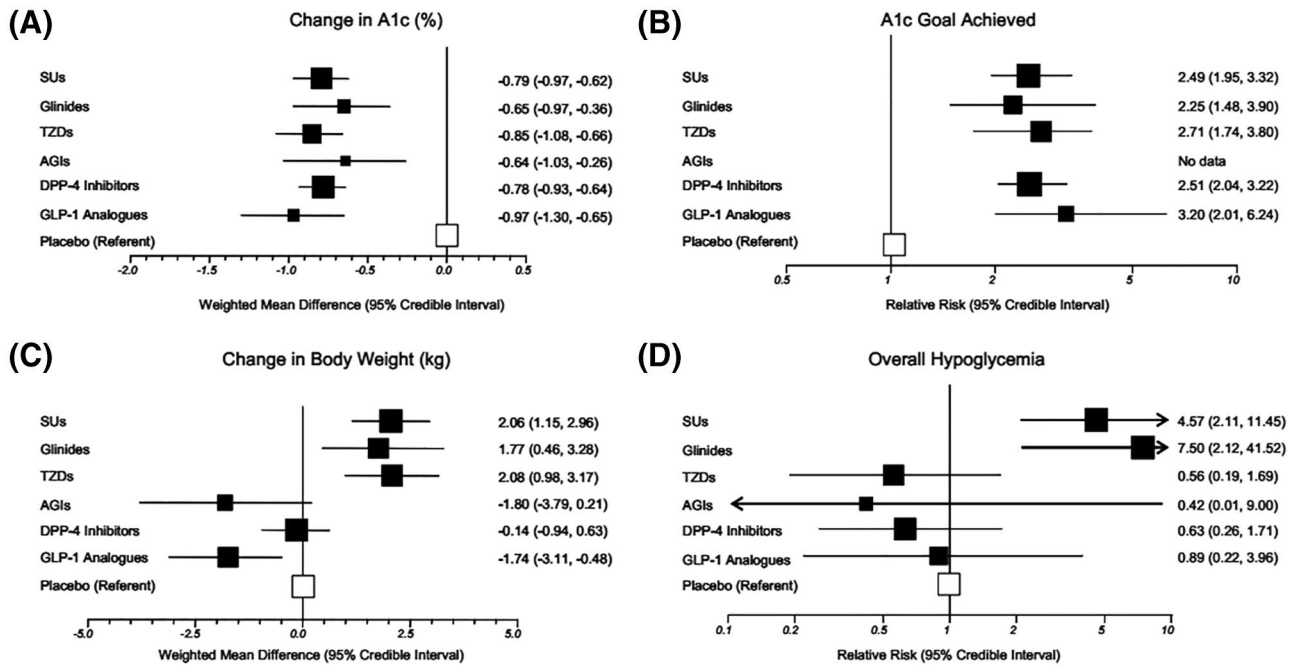 (A)
Change in A1c (%)
SUs -0.79 (-0.97, -0.62)
Glinides -0.65 (-0.97, -0.36)
TZDs -0.85 (-1.08, -0.66)
AGIs -0.64 (-1.03, -0.26)
DPP-4 Inhibitors -0.78 (-0.93, -0.64)
GLP-1 Analogues -0.97 (-1.30, -0.65)
Placebo (Referent)
-2.0 -1.5 -1.0 -0.5 0.0 0.5
Weighted Mean Difference (95% Credible Interval)
(B)
A1c Goal Achieved
SUs 2.49 (1.95, 3.32)
Glinides 2.25 (1.48, 3.90)
TZDs 2.71 (1.74, 3.80)
AGIs No data
DPP-4 Inhibitors 2.51 (2.04, 3.22)
GLP-1 Analogues 3.20 (2.01, 6.24)
Placebo (Referent)
0.5 1 2 5 10
Relative Risk (95% Credible Interval)
(C)
Change in Body Weight (kg)
SUs 2.06 (1.15, 2.96)
Glinides 1.77 (0.46, 3.28)
TZDs 2.08 (0.98, 3.17)
AGIs -1.80 (-3.79, 0.21)
DPP-4 Inhibitors -0.14 (-0.94, 0.63)
GLP-1 Analogues -1.74 (-3.11, -0.48)
Placebo (Referent)
-5.0 -2.5 0.0 2.5 5.0
Weighted Mean Difference (95% Credible Interval)
(D)
Overall Hypoglycemia
SUs 4.57 (2.11, 11.45)
Glinides 7.50 (2.12, 41.52)
TZDs 0.56 (0.19, 1.69)
AGIs 0.42 (0.01, 9.00)
DPP-4 Inhibitors 0.63 (0.26, 1.71)
GLP-1 Analogues 0.89 (0.22, 3.96)
Placebo (Referent)
0.1 0.2 0.5 1 2 5 10
Relative Risk (95% Credible Interval)